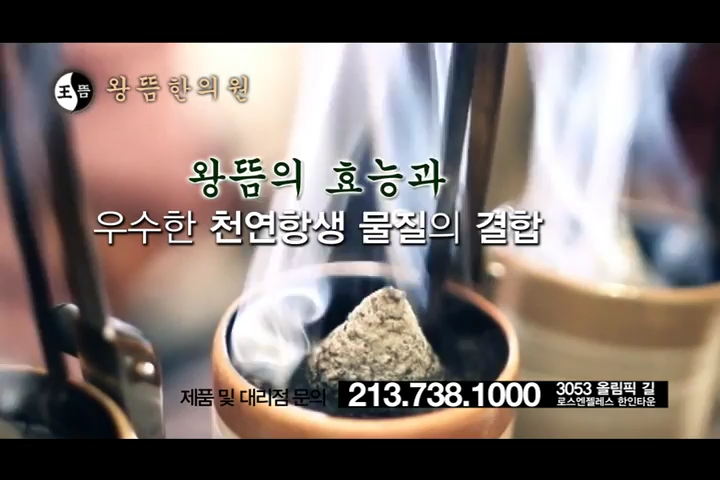 王뜸 왕뜸한의원
왕뜸의 효능과
우수한 천연항생 물질의 결합
제품 및 대리점 문의 213.738.1000 3053 올림픽 길
로스엔젤레스 한인타운